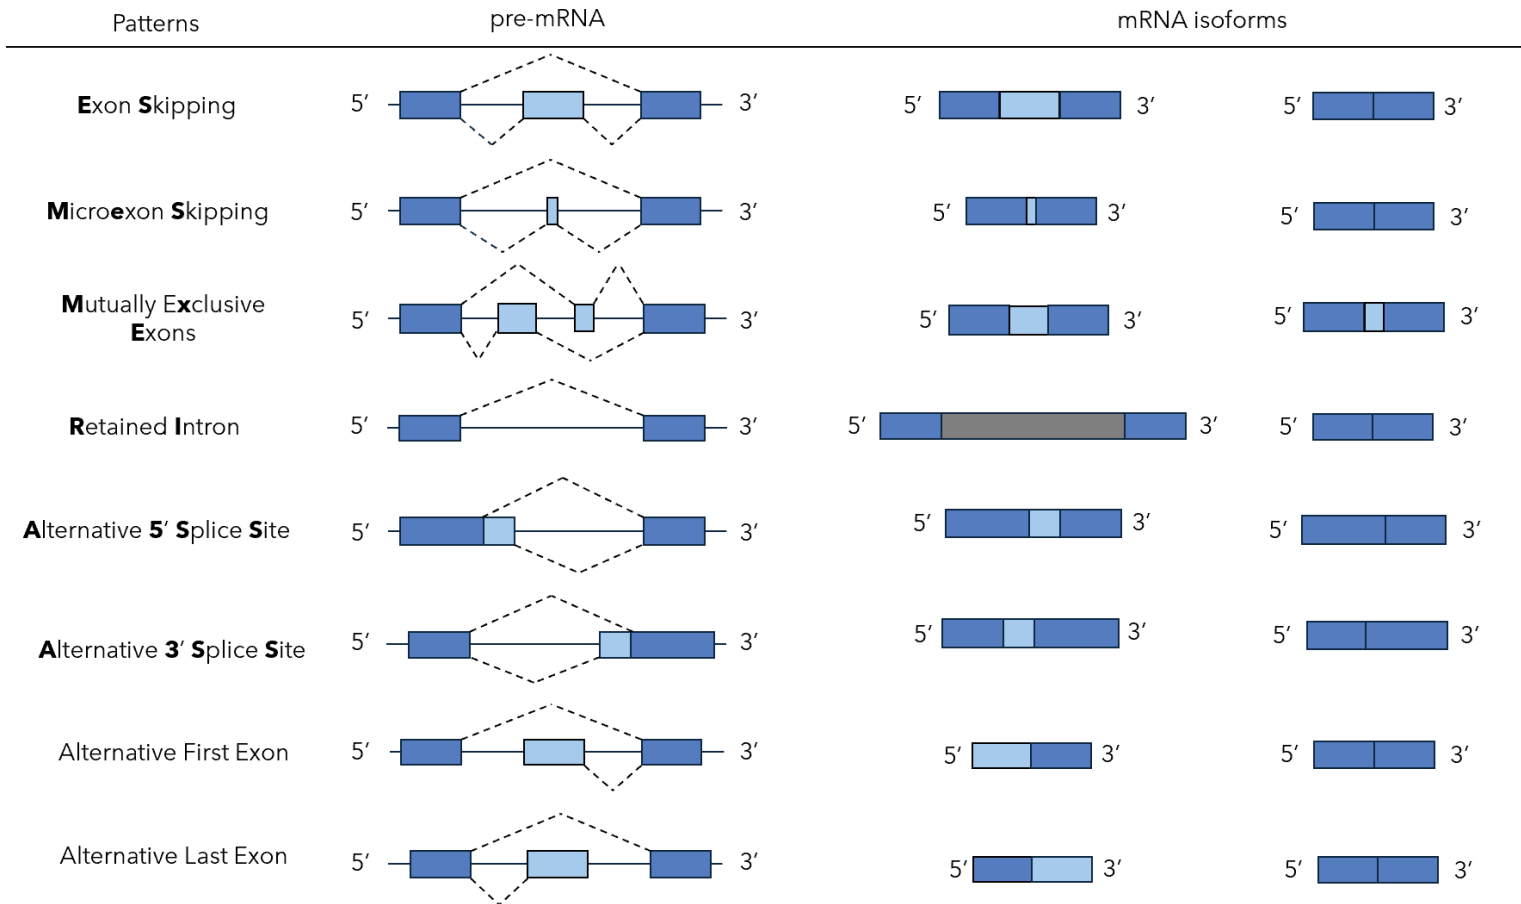 Patterns pre-mRNA mRNA isoforms
Exon Skipping 5′ 3′ 5′ 3′ 5′ 3′
Microexon Skipping 5′ 3′ 5′ 3′ 5′ 3′
Mutually Exclusive
Exons 5′ 3′ 5′ 3′ 5′ 3′
Retained Intron 5′ 3′ 5′ 3′ 5′ 3′
Alternative 5′ Splice Site 5′ 3′ 5′ 3′ 5′ 3′
Alternative 3′ Splice Site 5′ 3′ 5′ 3′ 5′ 3′
Alternative First Exon 5′ 3′ 5′ 3′ 5′ 3′
Alternative Last Exon 5′ 3′ 5′ 3′ 5′ 3′